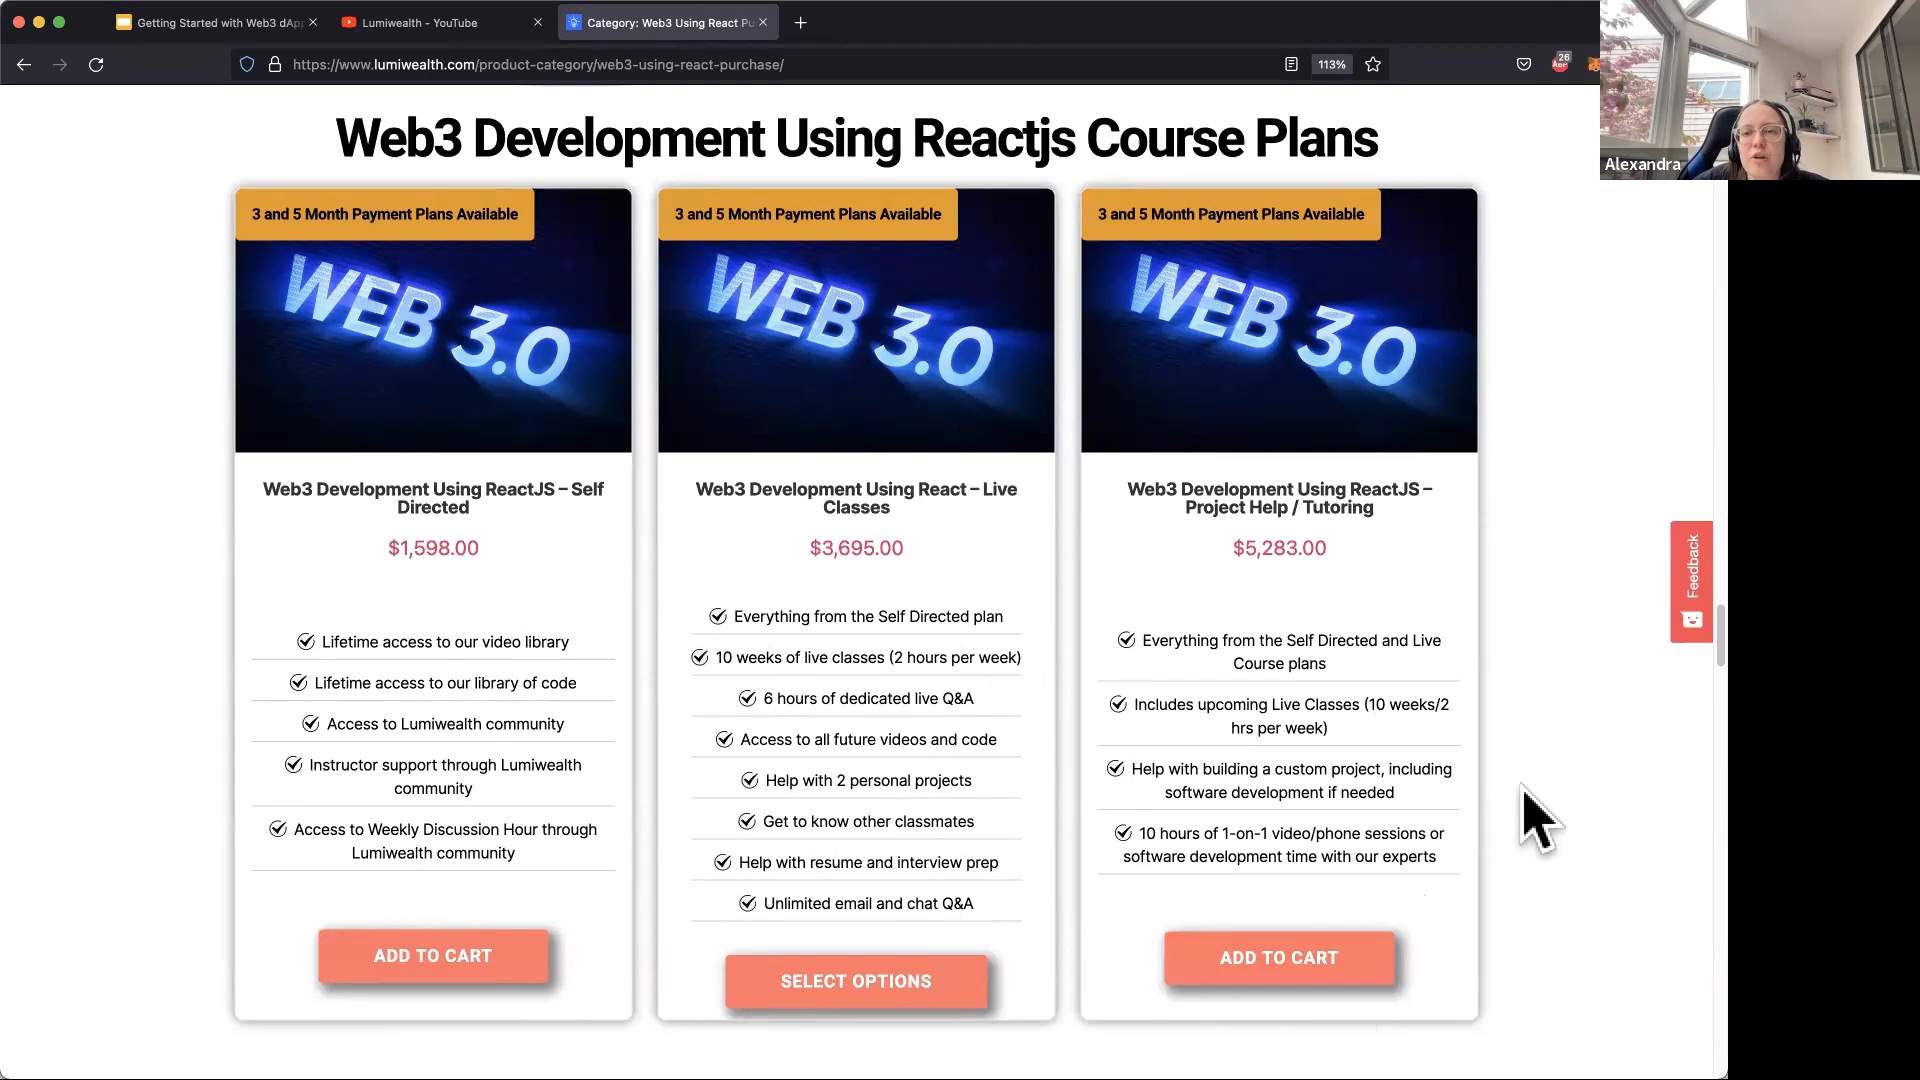 Getting Started with Web3 dAp
Lumiwealth - YouTube
Category: Web3 Using React Pu
https://www.lumiwealth.com/product-category/web3-using-react-purchase/
113%
26
ABP
Alexandra
Web3 Development Using Reactjs Course Plans
3 and 5 Month Payment Plans Available
WEB 3.0
Web3 Development Using ReactJS – Self
Directed
$1,598.00
Lifetime access to our video library
Lifetime access to our library of code
Access to Lumiwealth community
Instructor support through Lumiwealth
community
Access to Weekly Discussion Hour through
Lumiwealth community
ADD TO CART
3 and 5 Month Payment Plans Available
WEB 3.0
Web3 Development Using React – Live
Classes
$3,695.00
Everything from the Self Directed plan
10 weeks of live classes (2 hours per week)
6 hours of dedicated live Q&A
Access to all future videos and code
Help with 2 personal projects
Get to know other classmates
Help with resume and interview prep
Unlimited email and chat Q&A
SELECT OPTIONS
3 and 5 Month Payment Plans Available
WEB 3.0
Web3 Development Using ReactJS –
Project Help / Tutoring
$5,283.00
Everything from the Self Directed and Live
Course plans
Includes upcoming Live Classes (10 weeks/2
hrs per week)
Help with building a custom project, including
software development if needed
10 hours of 1-on-1 video/phone sessions or
software development time with our experts
ADD TO CART
Feedback